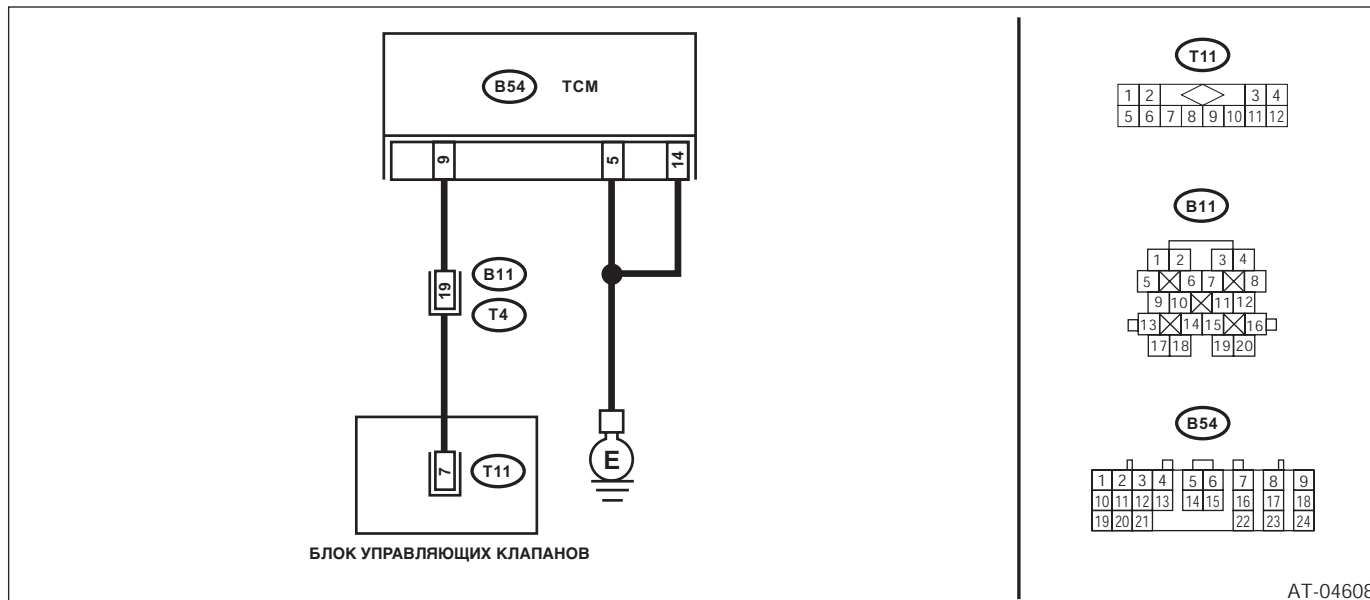 B54 TCM
9 5 14
19
B11
T4
7
T11
E
БЛОК УПРАВЛЯЮЩИХ КЛАПАНОВ
T11
1 2 3 4
5 6 7 8 9 10 11 12
B11
1 2 3 4
5 6 7 8
9 10 11 12
13 14 15 16
17 18 19 20
B54
1 2 3 4 5 6 7 8 9
10 11 12 13 14 15 16 17 18
19 20 21 22 23 24
AT-04608